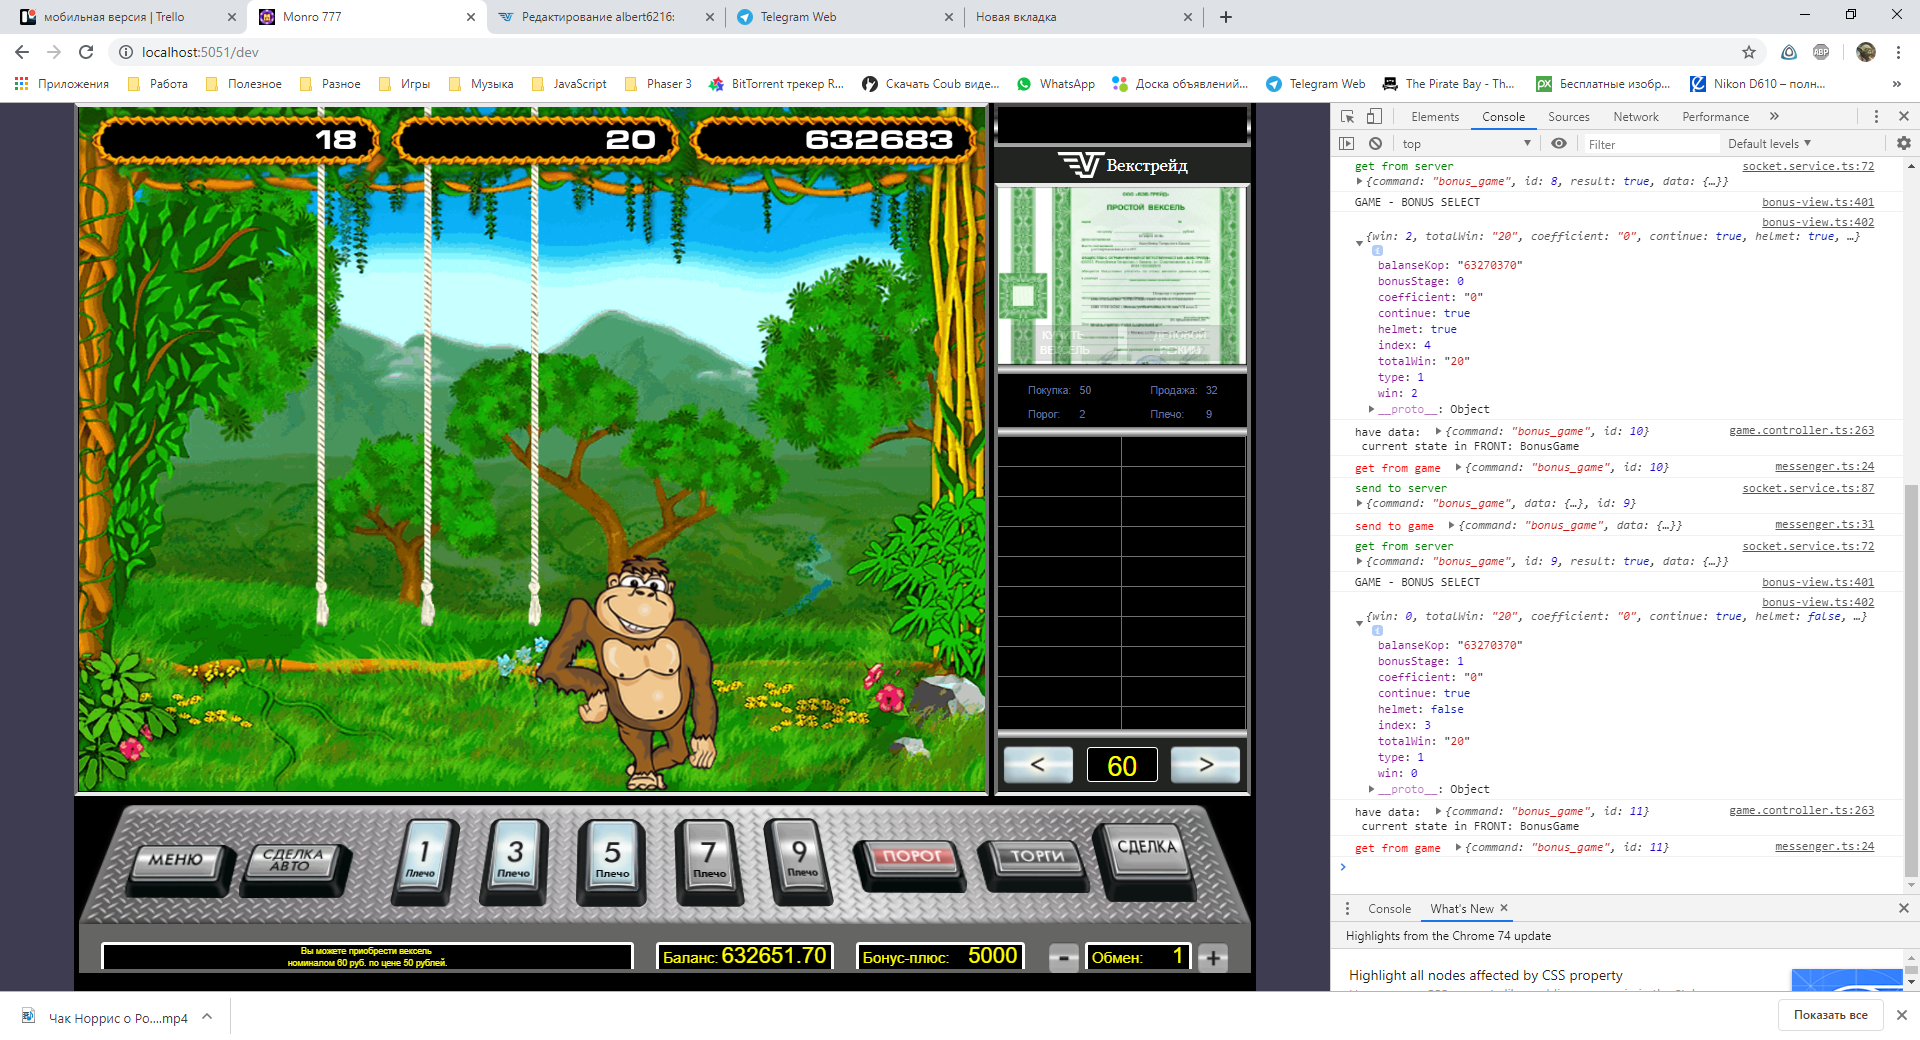 мобильная версия | Trello
Monro 777
Редактирование albert6216:
Telegram Web
Новая вкладка
localhost:5051/dev
ABP
Приложения
Работа
Полезное
Разное
Игры
Музыка
JavaScript
Phaser 3
BitTorrent трекер R...
Скачать Coub виде...
WhatsApp
Доска объявлений...
Telegram Web
The Pirate Bay - Th...
Бесплатные изобр...
Nikon D610 – полн...
»
18
20
632683
Векстрейд
ПРОСТОЙ ВЕКСЕЛЬ
КУПИТЬ
ВЕКСЕЛЬ
Покупка: 50
Продажа: 32
Порог: 2
Плечо: 9
<
60
>
МЕНЮ
СДЕЛКА
АВТО
1
Плечо
3
Плечо
5
Плечо
7
Плечо
9
Плечо
ПОРОГ
ТОРГИ
СДЕЛКА
Вы можете приобрести вексель
номиналом 60 руб. по цене 50 рублей.
Баланс: 632651.70
Бонус-плюс: 5000
-
Обмен: 1
+
Elements
Console
Sources
Network
Performance
»
top
Filter
Default levels
get from server socket.service.ts:72
{command: "bonus_game", id: 8, result: true, data: {…}}
GAME - BONUS SELECT bonus-view.ts:401
bonus-view.ts:402
{win: 2, totalWin: "20", coefficient: "0", continue: true, helmet: true, …}
balanseKop: "63270370"
bonusStage: 0
coefficient: "0"
continue: true
helmet: true
index: 4
totalWin: "20"
type: 1
win: 2
__proto__: Object
have data: {command: "bonus_game", id: 10} game.controller.ts:263
current state in FRONT: BonusGame
get from game {command: "bonus_game", id: 10} messenger.ts:24
send to server socket.service.ts:87
{command: "bonus_game", data: {…}, id: 9}
send to game {command: "bonus_game", data: {…}} messenger.ts:31
get from server socket.service.ts:72
{command: "bonus_game", id: 9, result: true, data: {…}}
GAME - BONUS SELECT bonus-view.ts:401
bonus-view.ts:402
{win: 0, totalWin: "20", coefficient: "0", continue: true, helmet: false, …}
balanseKop: "63270370"
bonusStage: 1
coefficient: "0"
continue: true
helmet: false
index: 3
totalWin: "20"
type: 1
win: 0
__proto__: Object
have data: {command: "bonus_game", id: 11} game.controller.ts:263
current state in FRONT: BonusGame
get from game {command: "bonus_game", id: 11} messenger.ts:24
Console
What's New
Highlights from the Chrome 74 update
Highlight all nodes affected by CSS property
Чак Норрис о Ро....mp4
Показать все